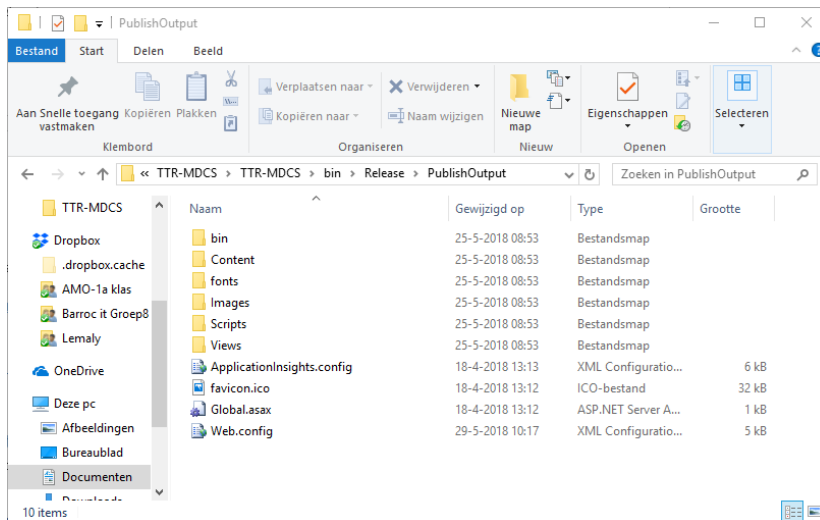 PublishOutput
Bestand Start Delen Beeld
Aan Snelle toegang vastmaken Kopiëren Plakken
Verplaatsen naar
Kopiëren naar
Verwijderen
Naam wijzigen
Nieuwe map
Eigenschappen
Selecteren
Klembord Organiseren Nieuw Openen
« TTR-MDCS > TTR-MDCS > bin > Release > PublishOutput
Zoeken in PublishOutput
TTR-MDCS
Dropbox
.dropbox.cache
AMO-1a klas
Barroc it Groep8
Lemaly
OneDrive
Deze pc
Afbeeldingen
Bureaublad
Documenten
Downloads
Naam Gewijzigd op Type Grootte
bin 25-5-2018 08:53 Bestandsmap
Content 25-5-2018 08:53 Bestandsmap
fonts 25-5-2018 08:53 Bestandsmap
Images 25-5-2018 08:53 Bestandsmap
Scripts 25-5-2018 08:53 Bestandsmap
Views 25-5-2018 08:53 Bestandsmap
ApplicationInsights.config 18-4-2018 13:13 XML Configuratio... 6 kB
favicon.ico 18-4-2018 13:12 ICO-bestand 32 kB
Global.asax 18-4-2018 13:12 ASP.NET Server A... 1 kB
Web.config 29-5-2018 10:17 XML Configuratio... 5 kB
10 items